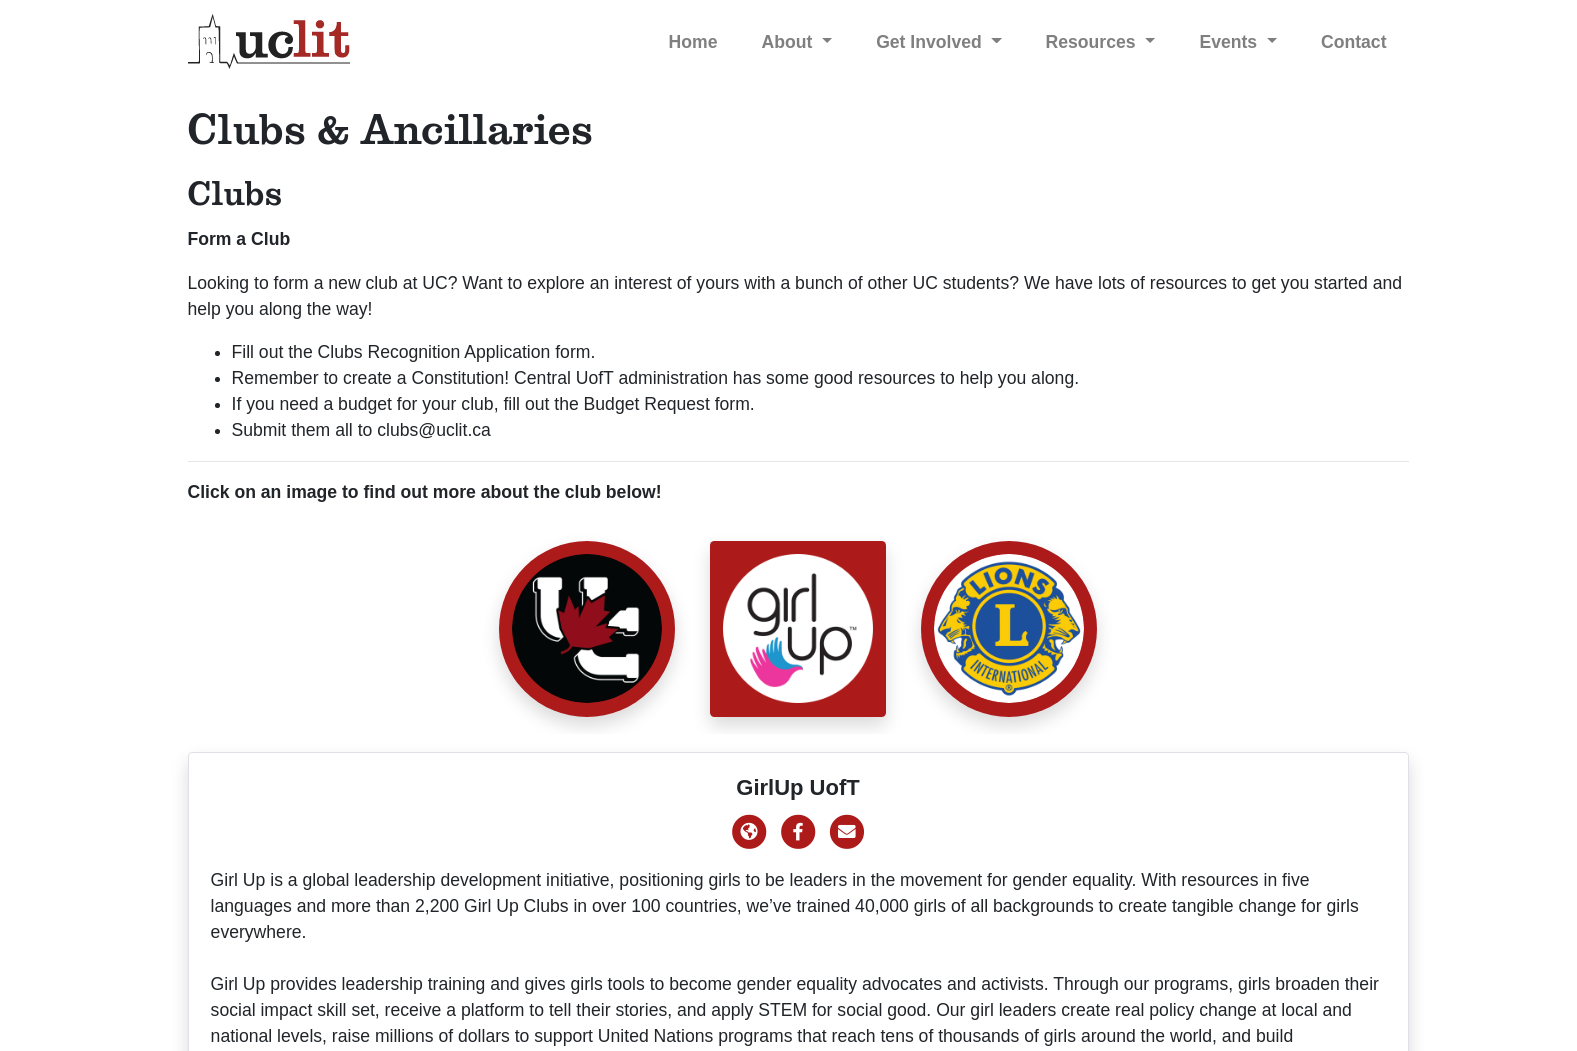 uclit
Home
About
Get Involved
Resources
Events
Contact
Clubs & Ancillaries
Clubs
Form a Club
Looking to form a new club at UC? Want to explore an interest of yours with a bunch of other UC students? We have lots of resources to get you started and
help you along the way!
Fill out the Clubs Recognition Application form.
Remember to create a Constitution! Central UofT administration has some good resources to help you along.
If you need a budget for your club, fill out the Budget Request form.
Submit them all to clubs@uclit.ca
Click on an image to find out more about the club below!
UC
girl
up™
LIONS
L
INTERNATIONAL
®
GirlUp UofT
Girl Up is a global leadership development initiative, positioning girls to be leaders in the movement for gender equality. With resources in five
languages and more than 2,200 Girl Up Clubs in over 100 countries, we’ve trained 40,000 girls of all backgrounds to create tangible change for girls
everywhere.
Girl Up provides leadership training and gives girls tools to become gender equality advocates and activists. Through our programs, girls broaden their
social impact skill set, receive a platform to tell their stories, and apply STEM for social good. Our girl leaders create real policy change at local and
national levels, raise millions of dollars to support United Nations programs that reach tens of thousands of girls around the world, and build